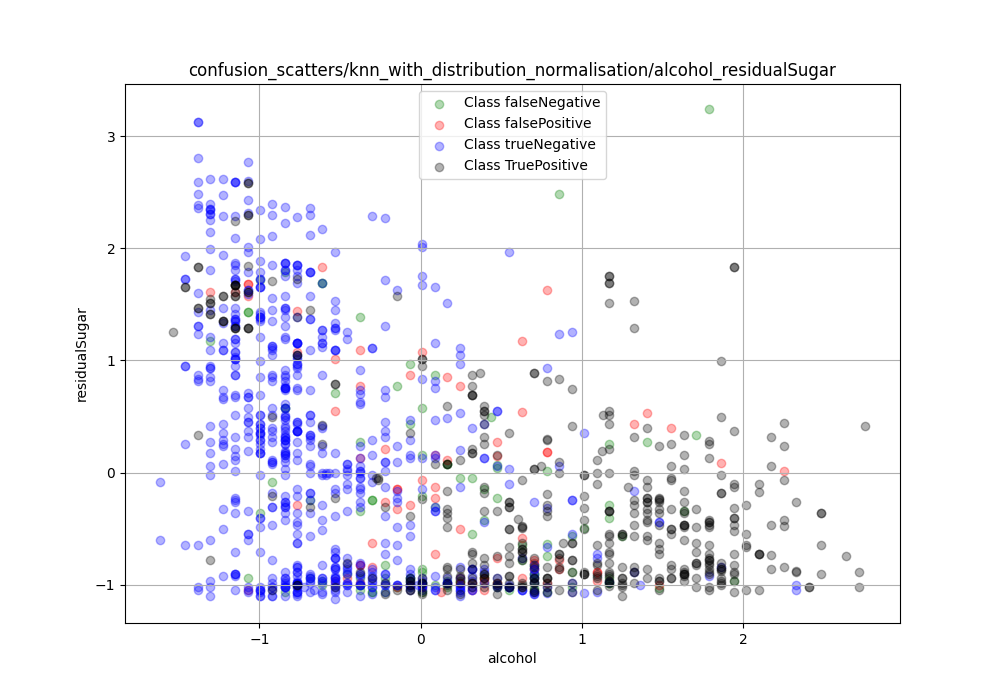 confusion_scatters/knn_with_distribution_normalisation/alcohol_residualSugar
Class falseNegative
Class falsePositive
Class trueNegative
Class TruePositive
residualSugar
3
2
1
0
−1
−1
0
1
2
alcohol